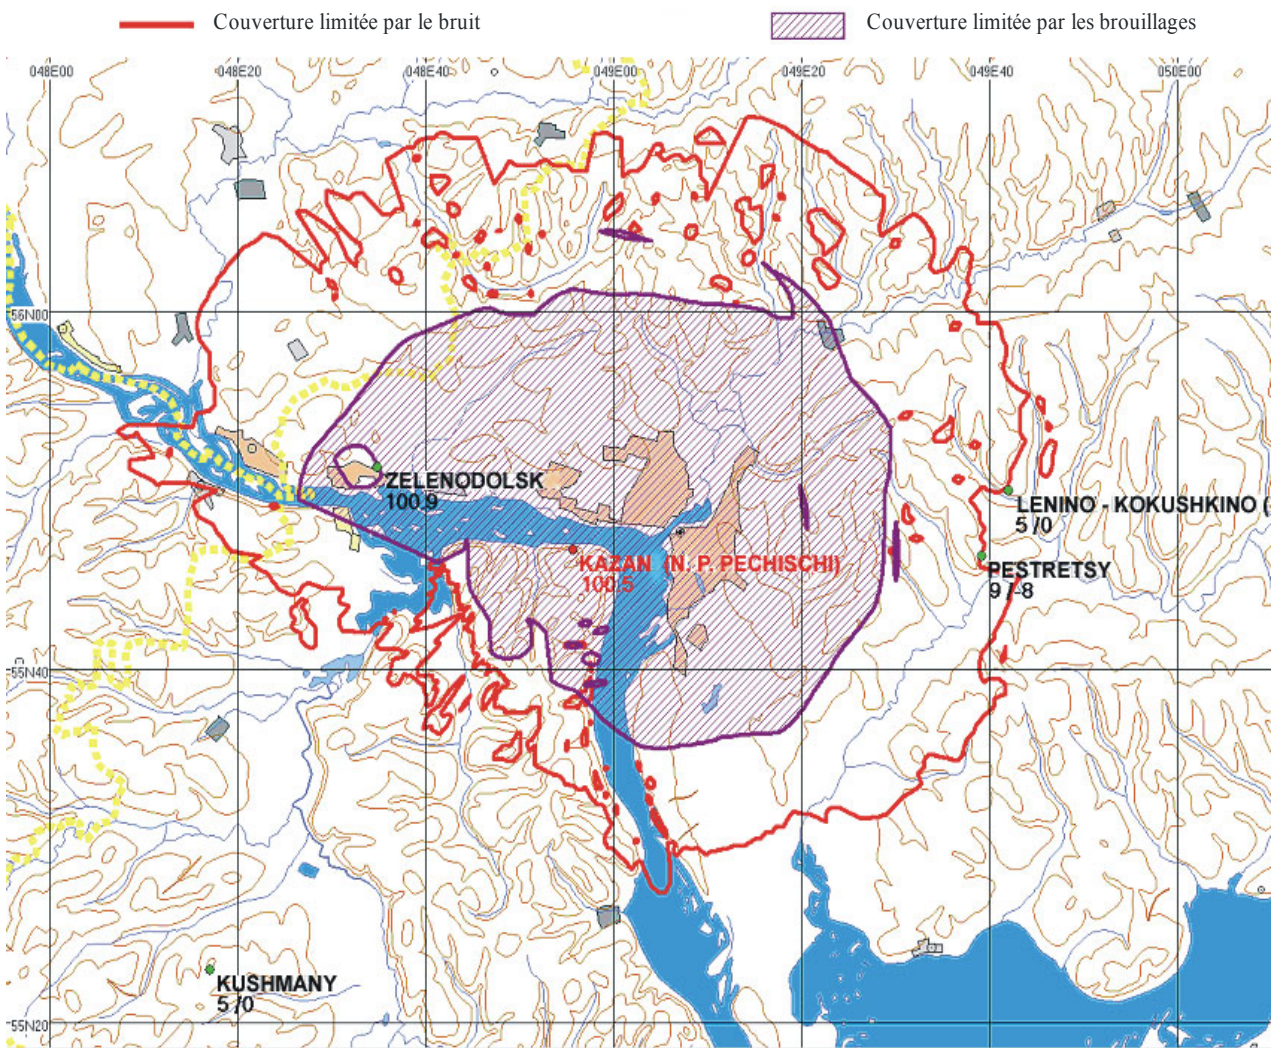 Couverture limitée par le bruit
Couverture limitée par les brouillages
048E00 048E20 048E40 049E00 049E20 049E40 050E00
56N00
ZELENODOLSK
100.9
LENINO - KOKUSHKINO (
5 /0
KAZAN (N. P. PECHISCHI)
100.5
PESTRETSY
9 /-8
55N40
KUSHMANY
5 /0
55N20